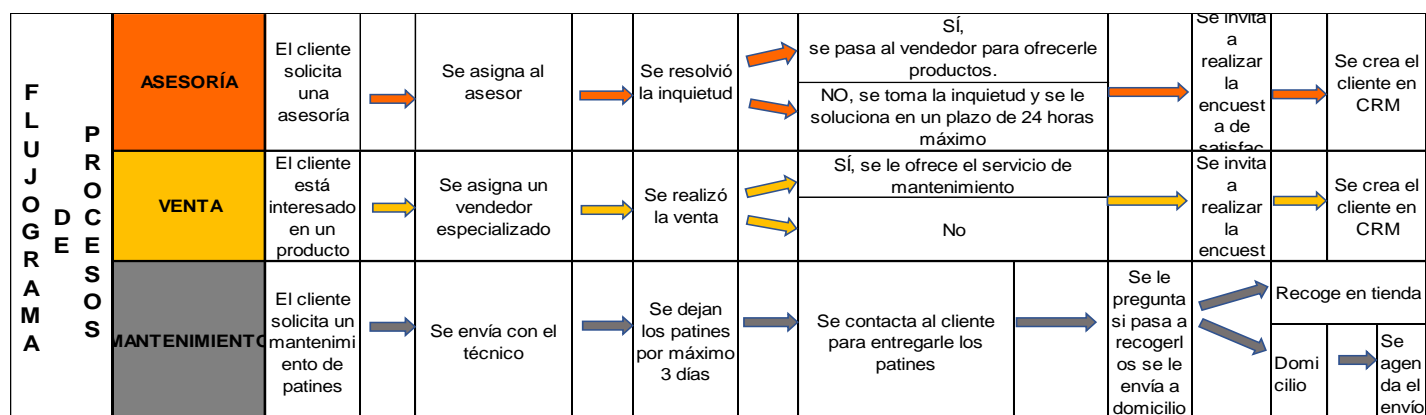 FLUJOGRAMA
DE
PROCESOS
ASESORÍA
El cliente
solicita
una
asesoría
Se asigna al
asesor
Se resolvió
la inquietud
SÍ,
se pasa al vendedor para ofrecerle
productos.
NO, se toma la inquietud y se le
soluciona en un plazo de 24 horas
máximo
Se invita
a
realizar
la
encuest
a de
satisfac
Se crea el
cliente en
CRM
VENTA
El cliente
está
interesado
en un
producto
Se asigna un
vendedor
especializado
Se realizó
la venta
SÍ, se le ofrece el servicio de
mantenimiento
No
Se invita
a
realizar
la
encuest
Se crea el
cliente en
CRM
MANTENIMIENTO
El cliente
solicita un
mantenimi
ento de
patines
Se envía con el
técnico
Se dejan
los patines
por máximo
3 días
Se contacta al cliente
para entregarle los
patines
Se le
pregunta
si pasa a
recogerl
os se le
envía a
domicilio
Recoge en tienda
Domi
cilio
Se
agen
da el
envío